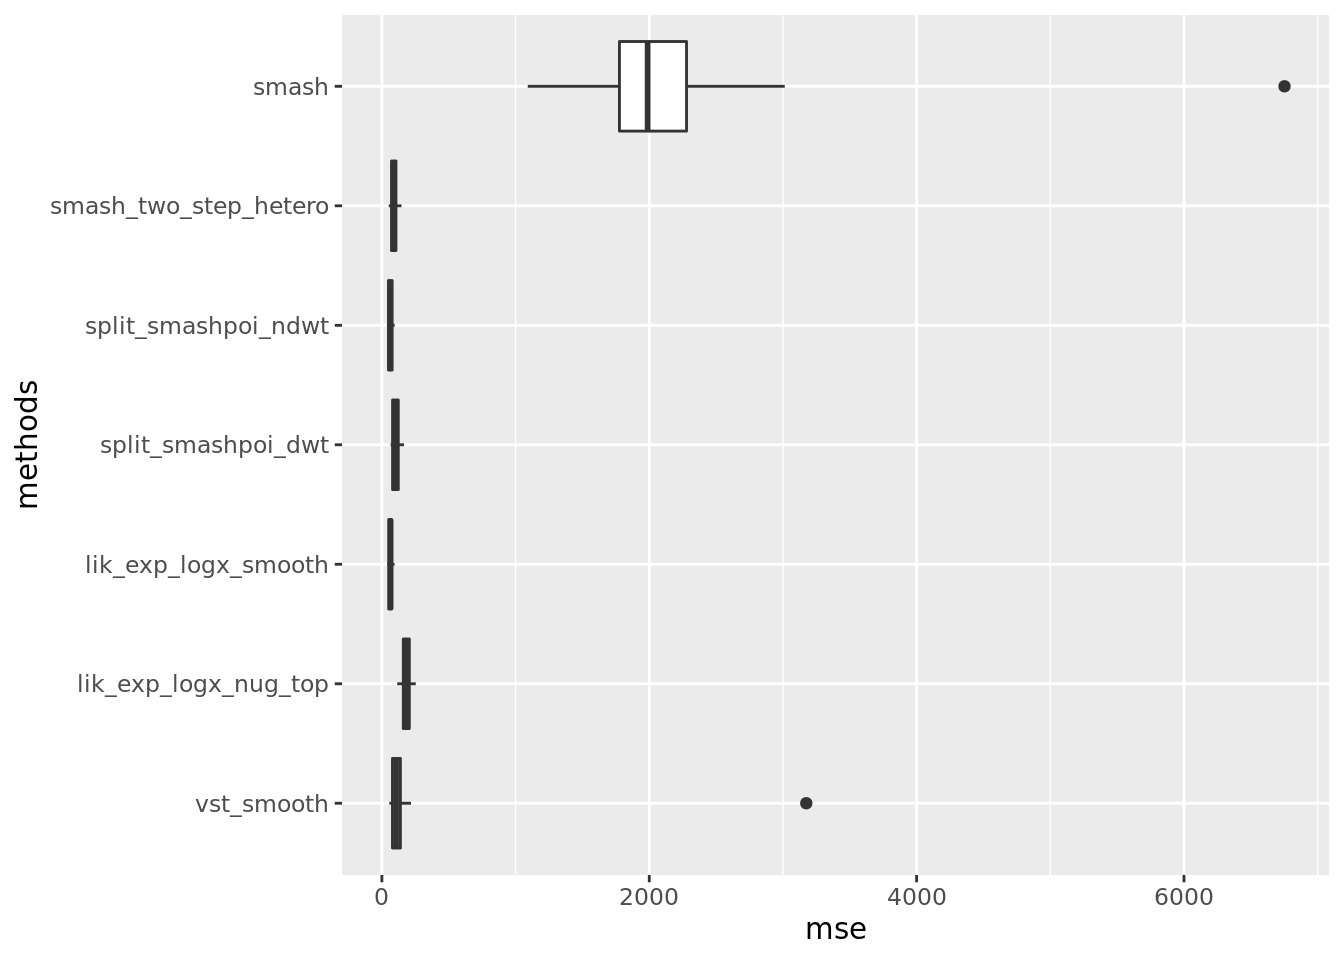 smash
smash_two_step_hetero
split_smashpoi_ndwt
split_smashpoi_dwt
lik_exp_logx_smooth
lik_exp_logx_nug_top
vst_smooth
methods
0 2000 4000 6000
mse